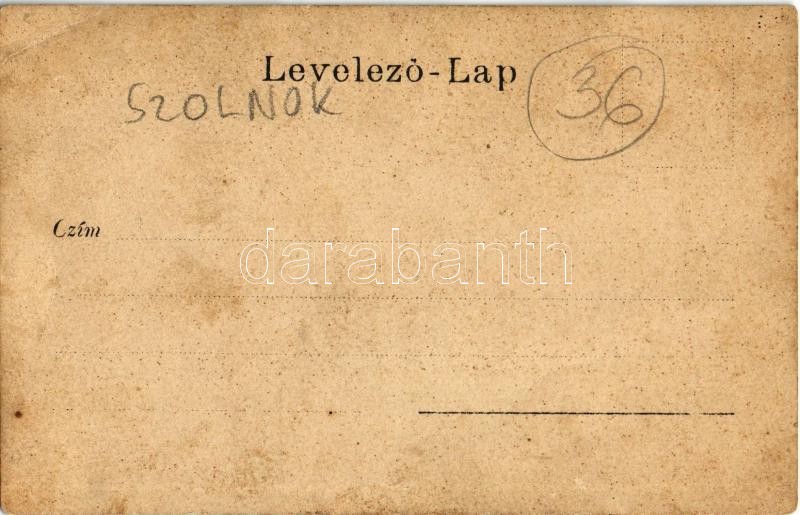 Levelező-Lap
SZOLNOK
36
Czím
darabanth